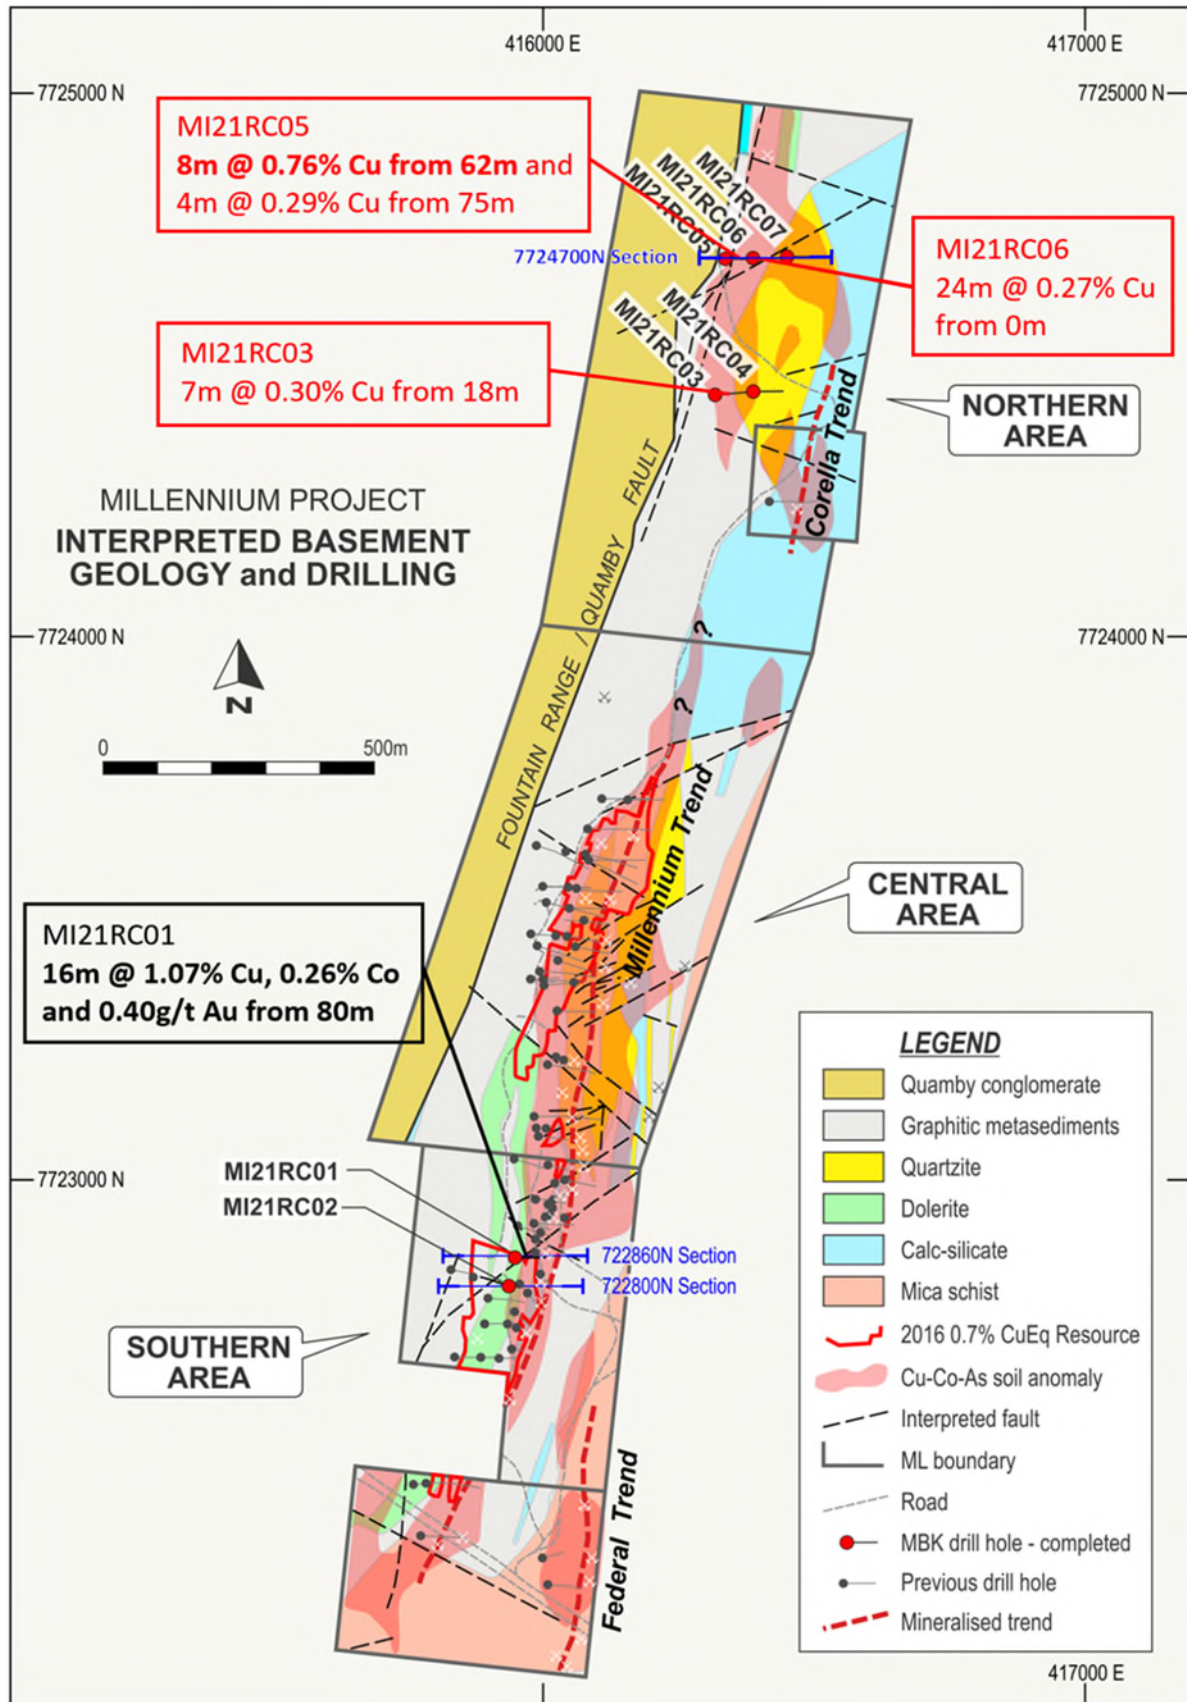 416000 E
417000 E
7725000 N
7725000 N
MI21RC05
8m @ 0.76% Cu from 62m and
4m @ 0.29% Cu from 75m
MI21RC07
MI21RC06
MI21RC05
7724700N Section
MI21RC06
24m @ 0.27% Cu
from 0m
MI21RC03
7m @ 0.30% Cu from 18m
MI21RC04
MI21RC03
NORTHERN
AREA
Corella Trend
MILLENNIUM PROJECT
INTERPRETED BASEMENT
GEOLOGY and DRILLING
FOUNTAIN RANGE / QUAMBY FAULT
7724000 N
7724000 N
?
?
N
0
500m
Millennium Trend
CENTRAL
AREA
MI21RC01
16m @ 1.07% Cu, 0.26% Co
and 0.40g/t Au from 80m
7723000 N
MI21RC01
MI21RC02
722860N Section
722800N Section
SOUTHERN
AREA
Federal Trend
LEGEND
Quamby conglomerate
Graphitic metasediments
Quartzite
Dolerite
Calc-silicate
Mica schist
2016 0.7% CuEq Resource
Cu-Co-As soil anomaly
Interpreted fault
ML boundary
Road
MBK drill hole - completed
Previous drill hole
Mineralised trend
417000 E